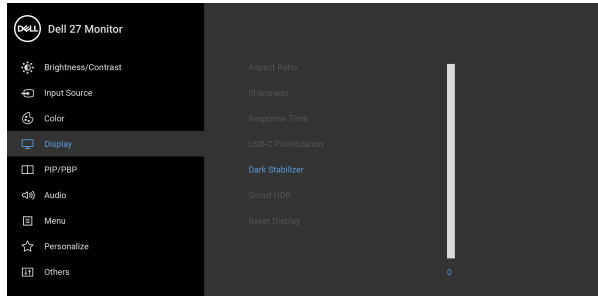 DELL
Dell 27 Monitor
Brightness/Contrast
Input Source
Color
Display
PIP/PBP
Audio
Menu
Personalize
Others
Aspect Ratio
Sharpness
Response Time
USB-C Prioritization
Dark Stabilizer
Smart HDR
Reset Display
0